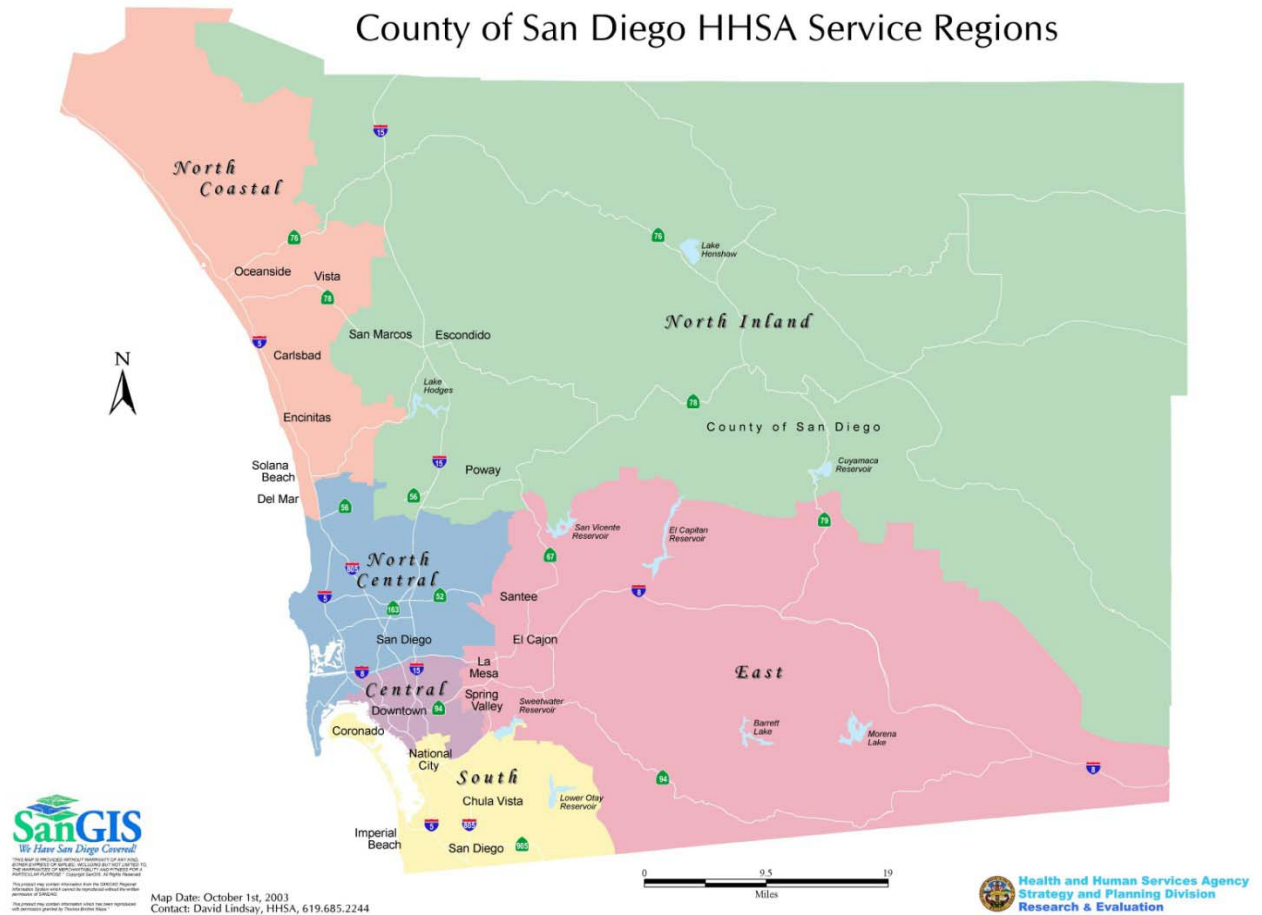 County of San Diego HHSA Service Regions
15
North
Coastal
76
76
Lake
Henshaw
Oceanside
Vista
78
North Inland
San Marcos
Escondido
5
N
Carlsbad
Lake
Hodges
78
Encinitas
County of San Diego
Solana
Beach
15
Poway
Cuyamaca
Reservoir
Del Mar
56
56
79
San Vicente
Reservoir
El Capitan
Reservoir
67
North
Central
805
5
163
52
Santee
8
San Diego
El Cajon
La
Mesa
8
15
East
Central
Spring
Valley
Sweetwater
Reservoir
Downtown
94
Coronado
Barrett
Lake
Morena
Lake
National
City
South
94
8
Chula Vista
Lower Otay
Reservoir
Imperial
Beach
5
805
San Diego
905
SanGIS
We Have San Diego Covered!
0
9.5
19
Miles
Map Date: October 1st, 2003
Contact: David Lindsay, HHSA, 619.685.2244
Health and Human Services Agency
Strategy and Planning Division
Research & Evaluation